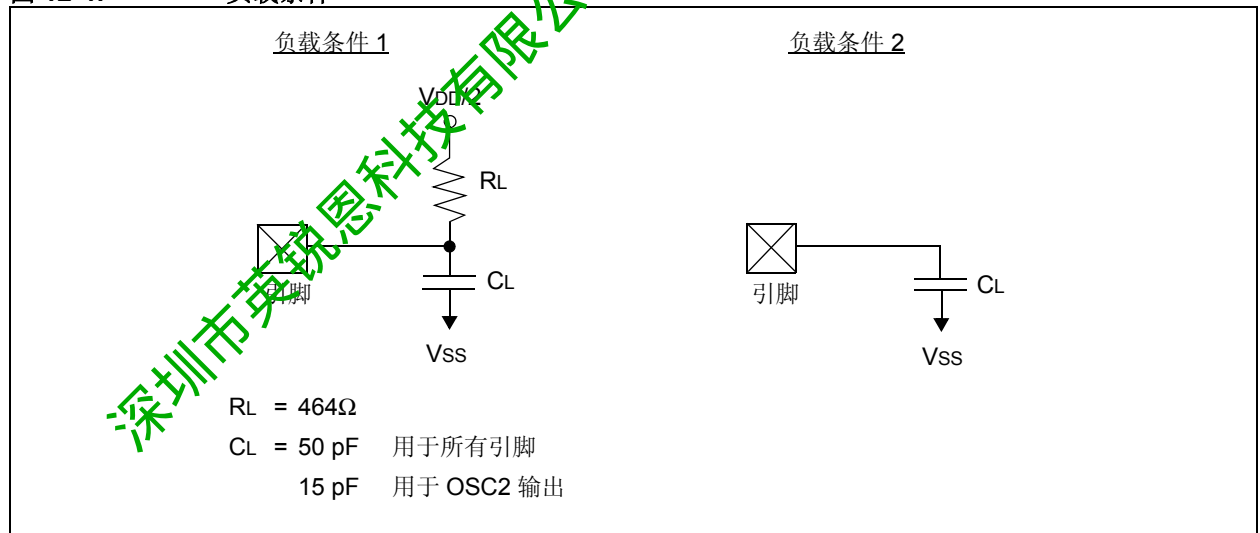 负载条件 1
负载条件 2
VDD/2
RL
CL
引脚
VSS
引脚
CL
VSS
RL = 464Ω
CL = 50 pF 用于所有引脚
15 pF 用于 OSC2 输出
深圳市英锐恩科技有限公